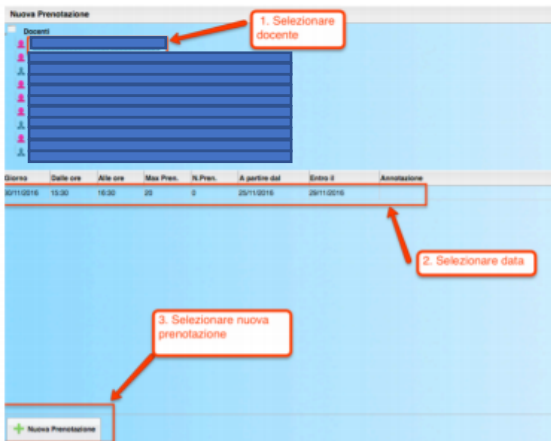 Nuova Prenotazione
Docenti
1. Selezionare
docente
Giorno Dalle ore Alle ore Max Pren. N.Pren. A partire dal Entro il Annotazione
30/11/2016 15:30 16:30 20 0 25/11/2016 29/11/2016
2. Selezionare data
3. Selezionare nuova
prenotazione
Nuova Prenotazione